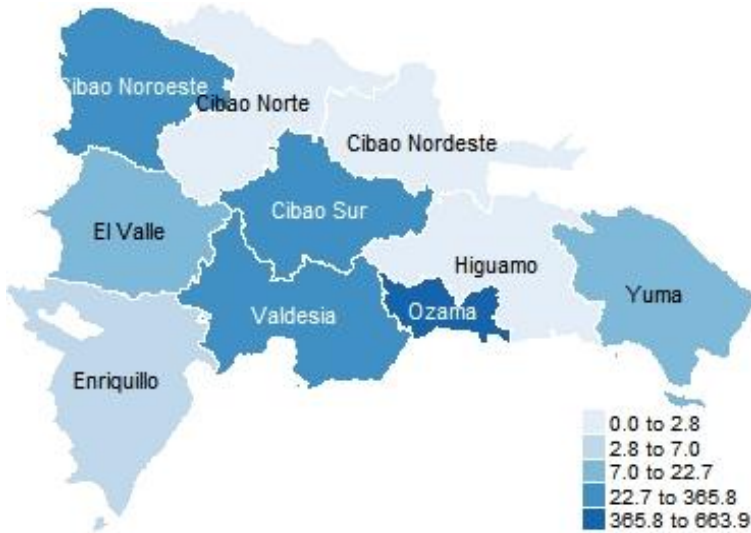 Cibao Noroeste
Cibao Norte
Cibao Nordeste
Cibao Sur
El Valle
Higuamo
Yuma
Valdesia
Ozama
Enriquillo
0.0 to 2.8
2.8 to 7.0
7.0 to 22.7
22.7 to 365.8
365.8 to 663.9